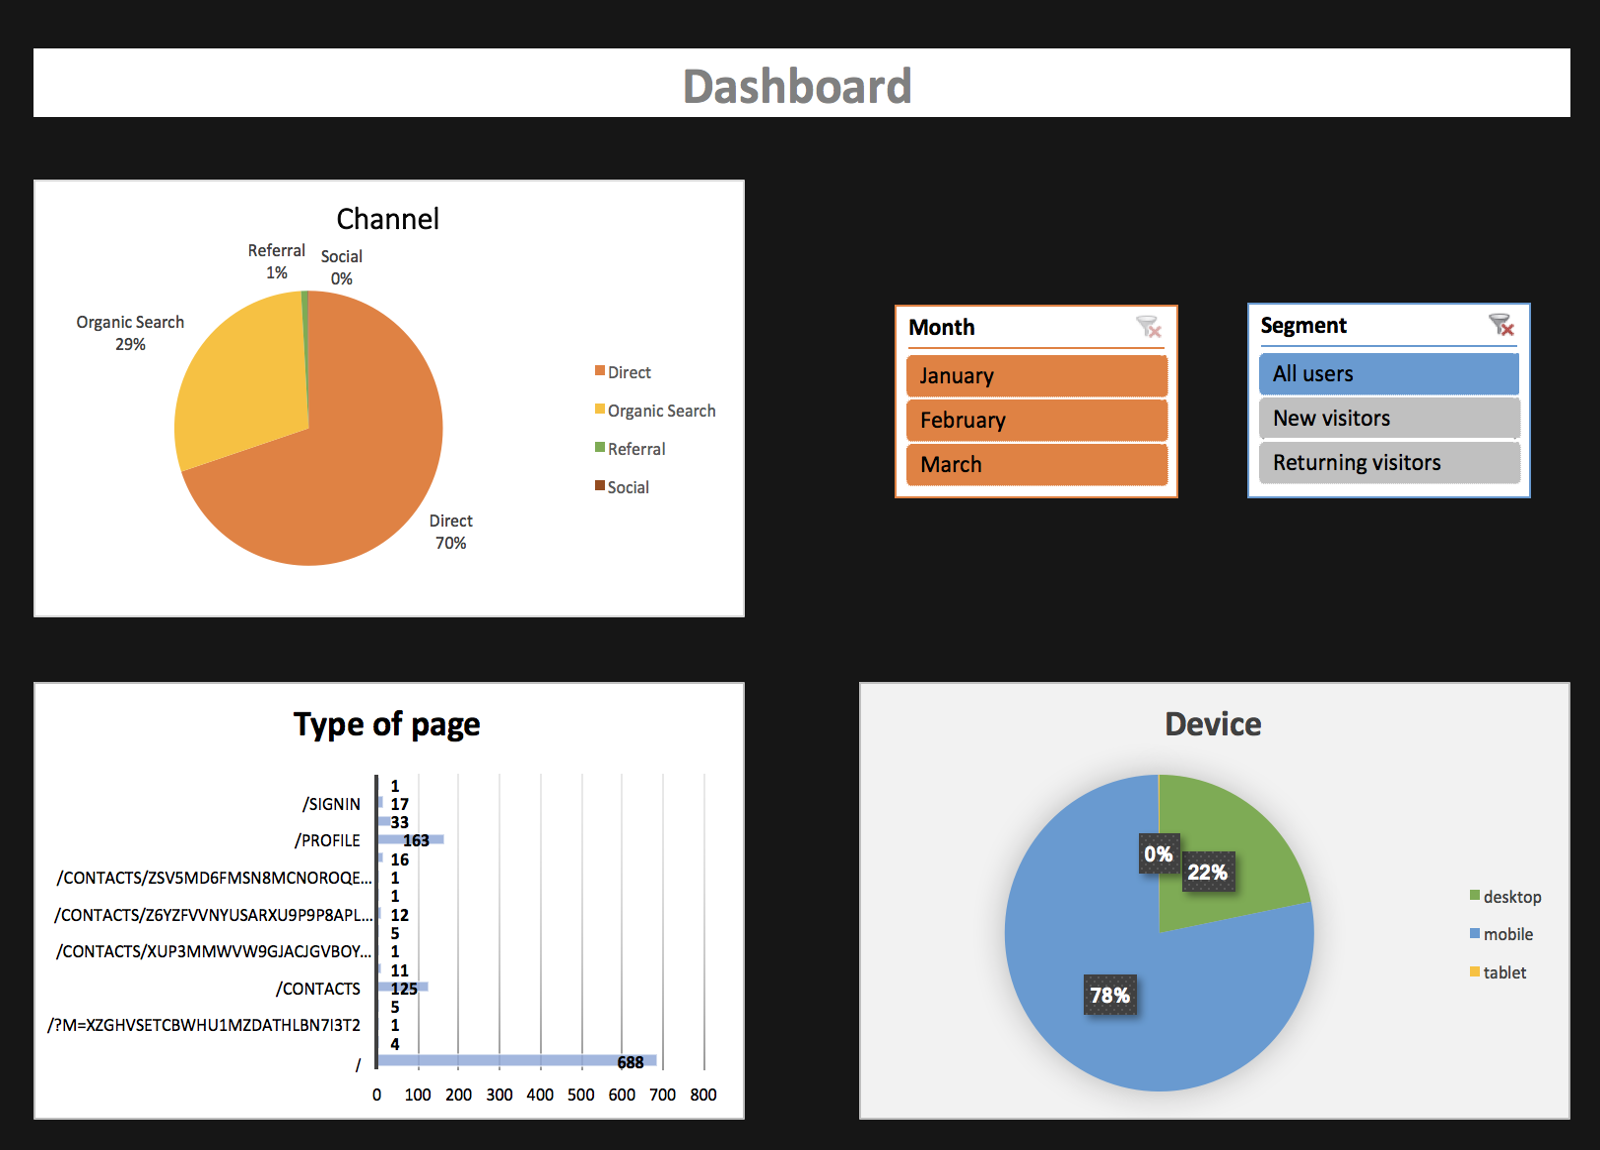 Dashboard
Channel
Referral
1%
Social
0%
Organic Search
29%
Direct
70%
Direct
Organic Search
Referral
Social
Month
January
February
March
Segment
All users
New visitors
Returning visitors
Type of page
1
/SIGNIN 17
33
/PROFILE 163
16
/CONTACTS/ZSV5MD6FMSN8MCNOROQE... 1
1
/CONTACTS/Z6YZFVVNYUSARXU9P9P8APL... 12
5
/CONTACTS/XUP3MMWVW9GJACJGVBOY... 1
11
/CONTACTS 125
5
/?M=XZGHVSETCBWHU1MZDATHLBN7I3T2 1
4
/ 688
0 100 200 300 400 500 600 700 800
Device
0%
22%
78%
desktop
mobile
tablet